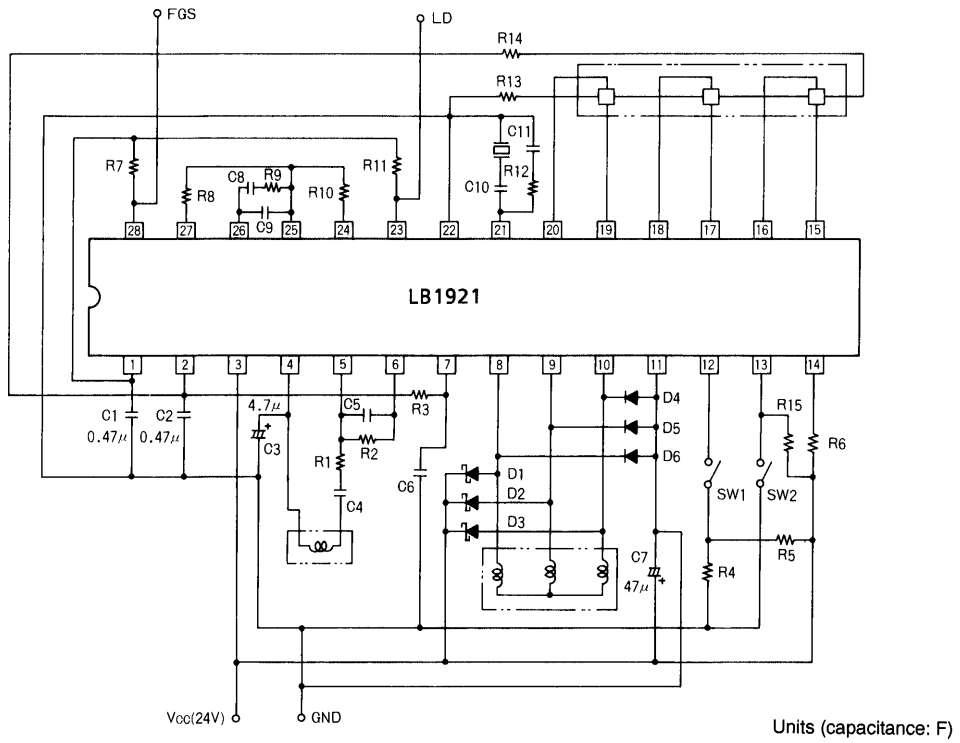 FGS
LD
R14
R13
C11
R7
R11
R12
C8
R9
R8
R10
C10
C9
28
27
26
25
24
23
22
21
20
19
18
17
16
15
LB1921
1
2
3
4
5
6
7
8
9
10
11
12
13
14
C1
0.47μ
C2
0.47μ
4.7μ
+
C3
C5
R3
R2
R1
C4
C6
D4
D5
D6
D1
D2
D3
R15
R6
SW1
SW2
R5
R4
C7
47μ
+
Vcc(24V)
GND
Units (capacitance: F)